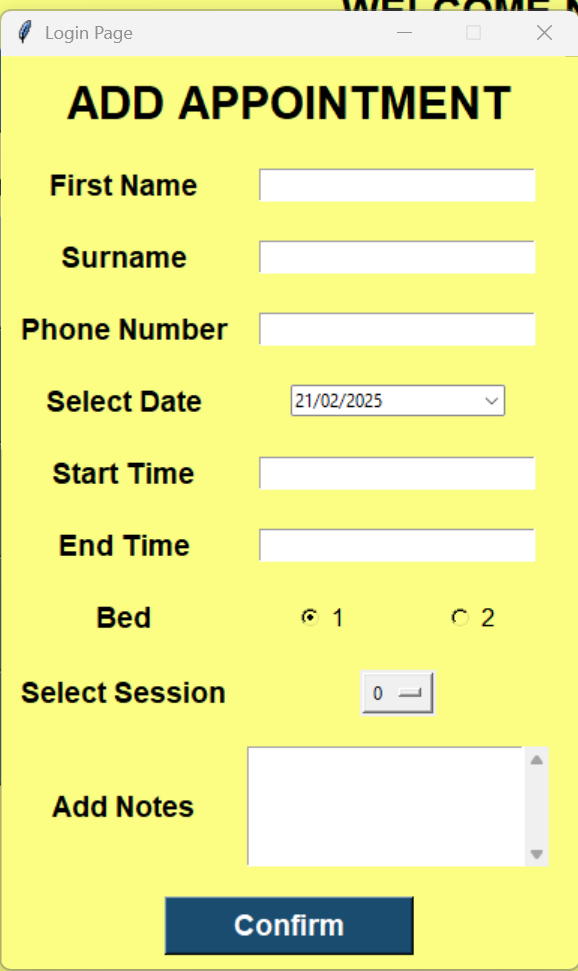 WELCOME
Login Page
ADD APPOINTMENT
First Name
Surname
Phone Number
Select Date 21/02/2025
Start Time
End Time
Bed 1 2
Select Session 0
Add Notes
Confirm